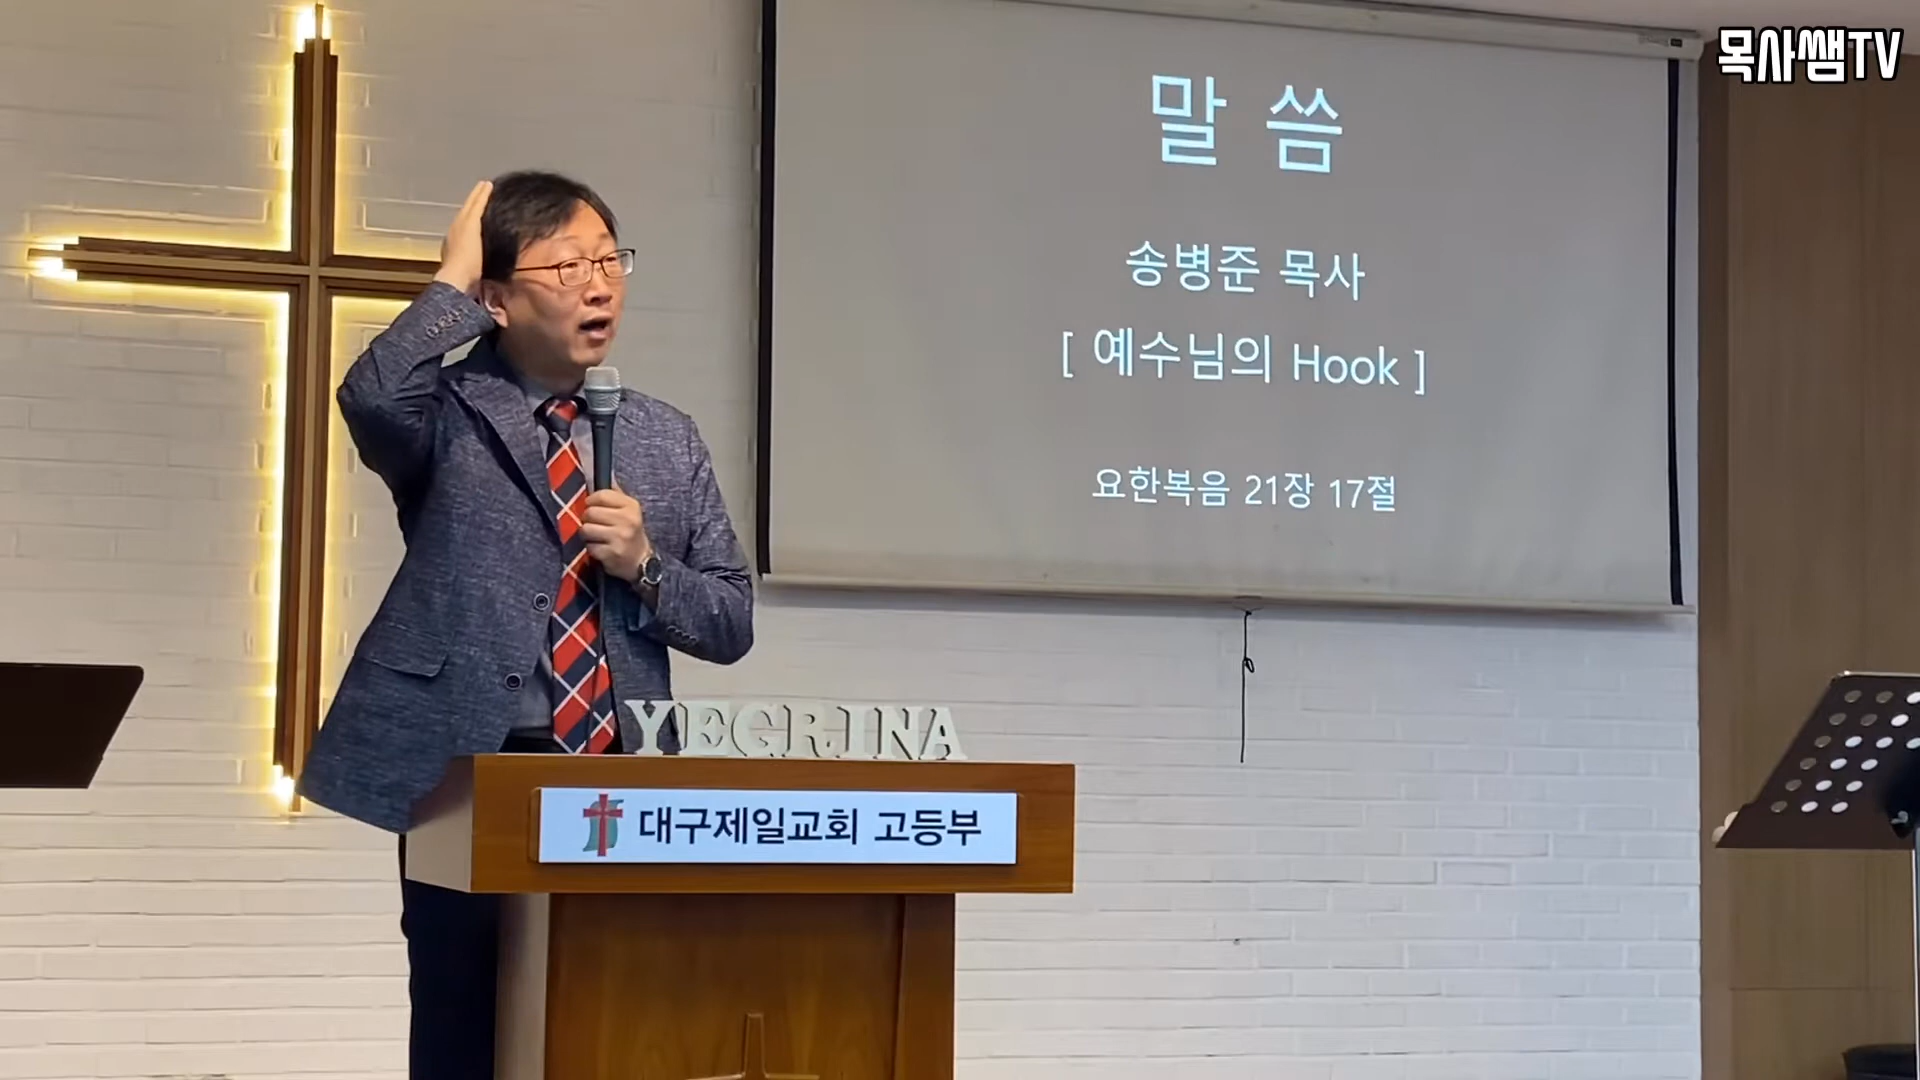 목사쌤TV
말 씀
송병준 목사
[ 예수님의 Hook ]
요한복음 21장 17절
YEGRINA
대구제일교회 고등부